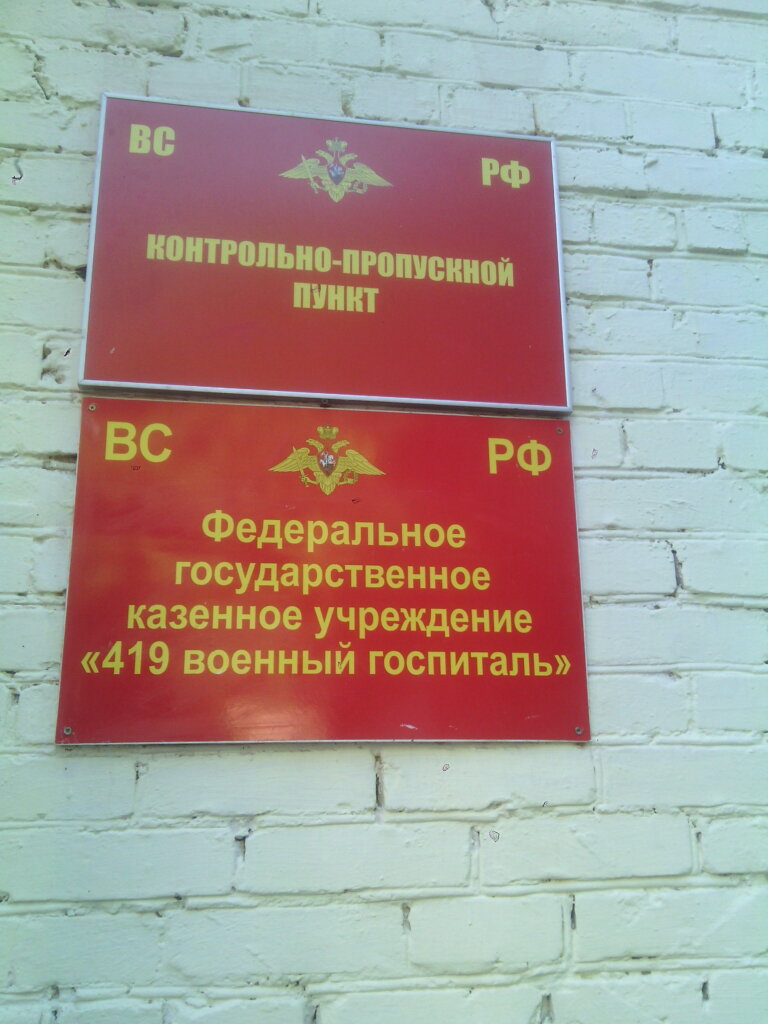 ВС РФ
КОНТРОЛЬНО-ПРОПУСКНОЙ
ПУНКТ
ВС РФ
Федеральное
государственное
казенное учреждение
«419 военный госпиталь»